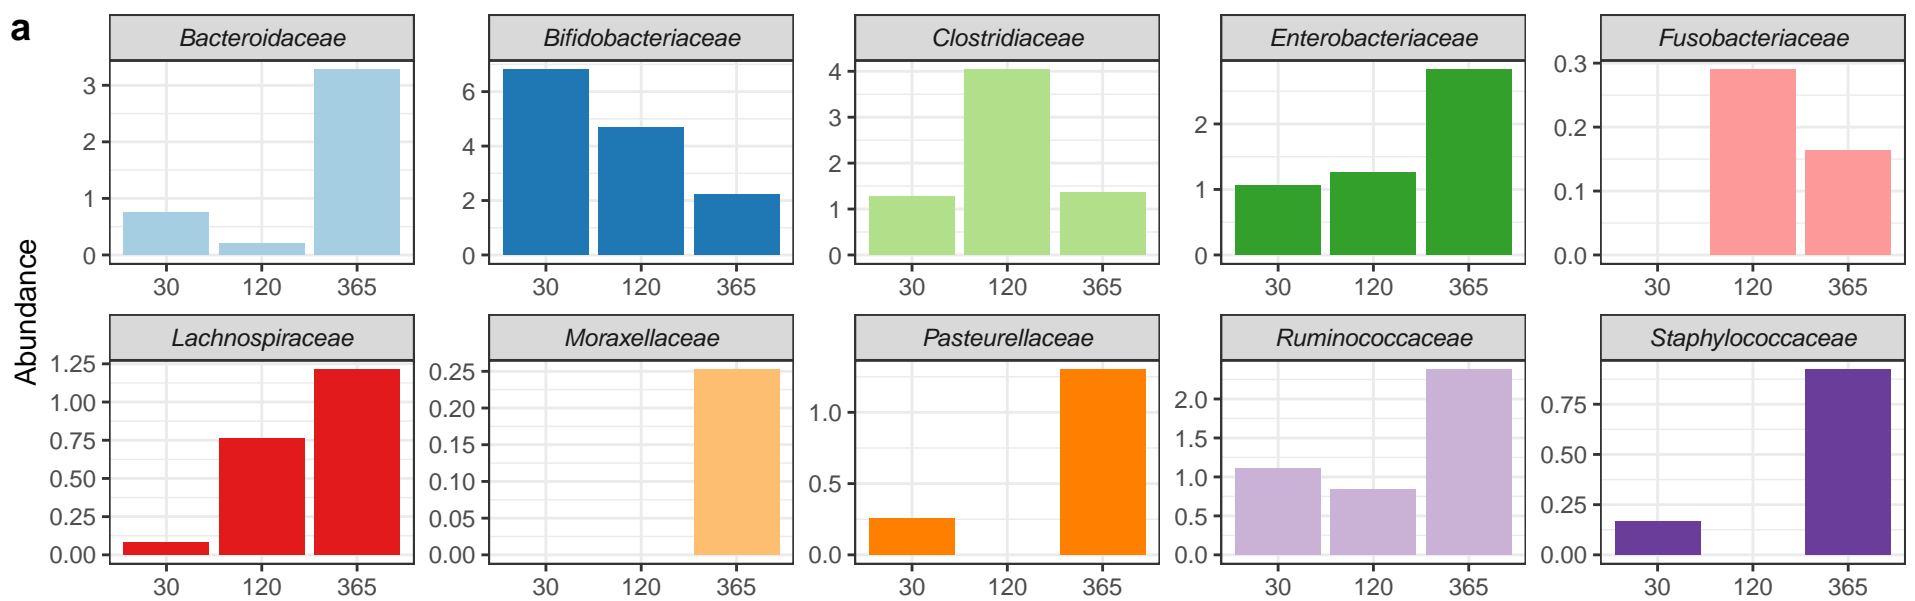 a
Abundance
Bacteroidaceae Bifidobacteriaceae Clostridiaceae Enterobacteriaceae Fusobacteriaceae
3 6 4 2 0.3
2 4 3 1 0.2
1 2 2 0 0.1
0 0 1 0.0
0
30 120 365 30 120 365 30 120 365 30 120 365 30 120 365
Lachnospiraceae Moraxellaceae Pasteurellaceae Ruminococcaceae Staphylococcaceae
1.25 0.25 1.0 2.0 0.75
1.00 0.20 0.5 1.5 0.50
0.75 0.15 0.0 1.0 0.25
0.50 0.10 0.5 0.00
0.25 0.05 0.0
0.00 0.00
30 120 365 30 120 365 30 120 365 30 120 365 30 120 365